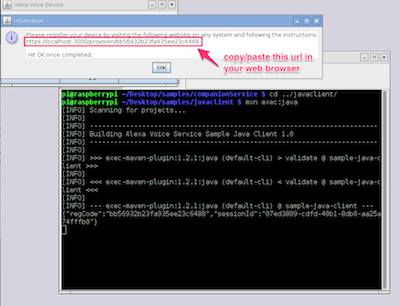 Alexa Voice Service
Information
Please register your device by visiting the following website on any system and following the instructions:
https://localhost:3000/provision/bb56932b23fa935ee23c6488
Hit OK once completed.
OK
copy/paste this url in
your web browser
pi@raspberrypi ~/Desktop/samples/companionService $ cd ../javaclient/
pi@raspberrypi ~/Desktop/samples/javaclient $ mvn exec:java
[INFO] Scanning for projects...
[INFO]
[INFO] ------------------------------------------------------------------------
[INFO] Building Alexa Voice Service Sample Java Client 1.0
[INFO] ------------------------------------------------------------------------
[INFO]
[INFO] >>> exec-maven-plugin:1.2.1:java (default-cli) > validate @ sample-java-c
lient >>>
[INFO]
[INFO] <<< exec-maven-plugin:1.2.1:java (default-cli) < validate @ sample-java-c
lient <<<
[INFO]
[INFO] --- exec-maven-plugin:1.2.1:java (default-cli) @ sample-java-client ---
{"regCode":"bb56932b23fa935ee23c6488","sessionId":"07ed3809-cdfd-40b1-8db0-aa25a
74fffb0"}